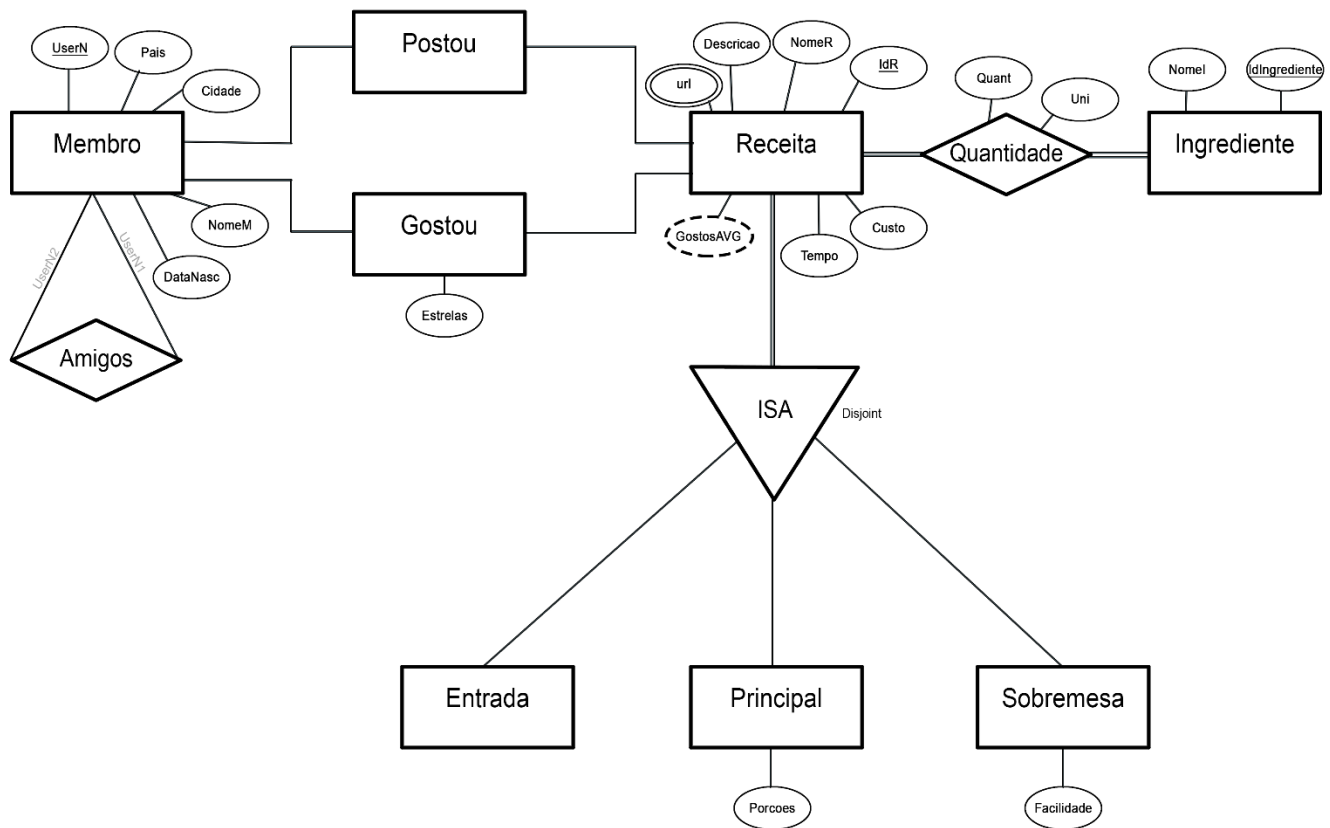 Postou
UserN
Pais
Cidade
Descricao
NomeR
IdR
url
Quant
Uni
NomeI
IdIngrediente
Membro
Receita
Quantidade
Ingrediente
Gostou
NomeM
DataNasc
UserN2
UserN1
GostosAVG
Tempo
Custo
Estrelas
Amigos
ISA
Disjoint
Entrada
Principal
Sobremesa
Porcoes
Facilidade